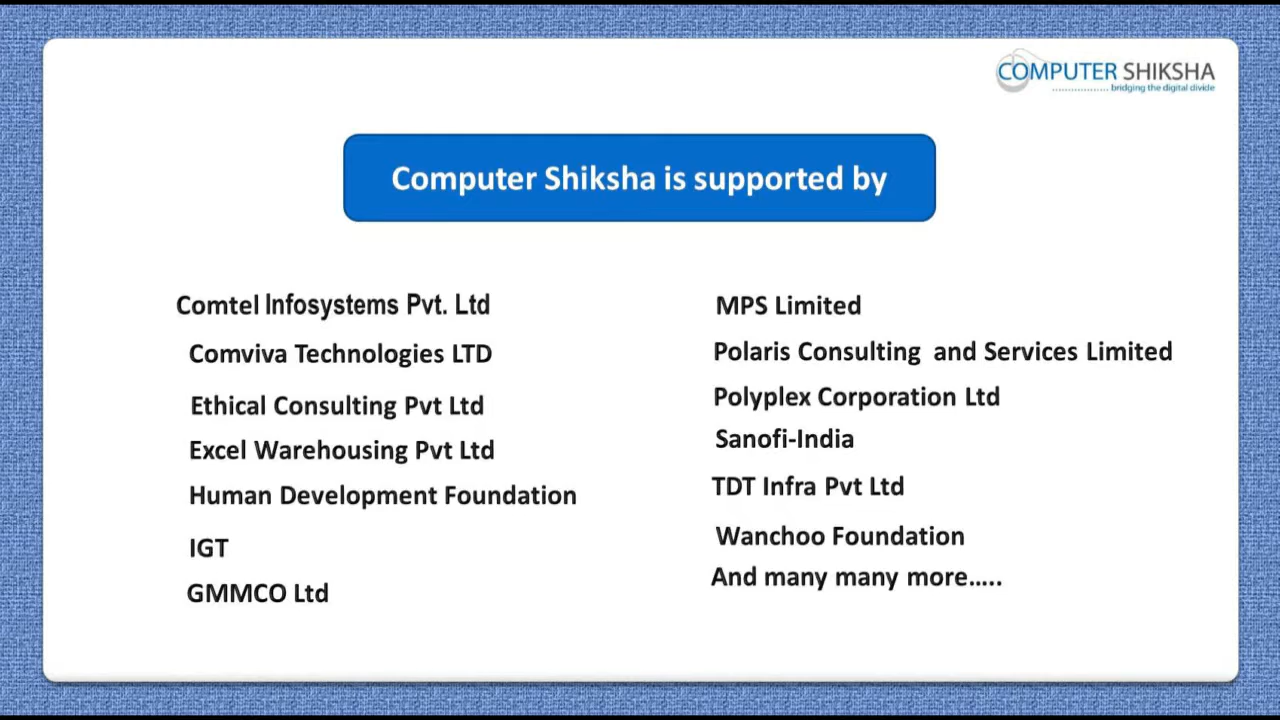 COMPUTER SHIKSHA
bridging the digital divide
Computer Shiksha is supported by
Comtel Infosystems Pvt. Ltd
Comviva Technologies LTD
Ethical Consulting Pvt Ltd
Excel Warehousing Pvt Ltd
Human Development Foundation
IGT
GMMCO Ltd
MPS Limited
Polaris Consulting and Services Limited
Polyplex Corporation Ltd
Sanofi-India
TDT Infra Pvt Ltd
Wanchoo Foundation
And many many more.....